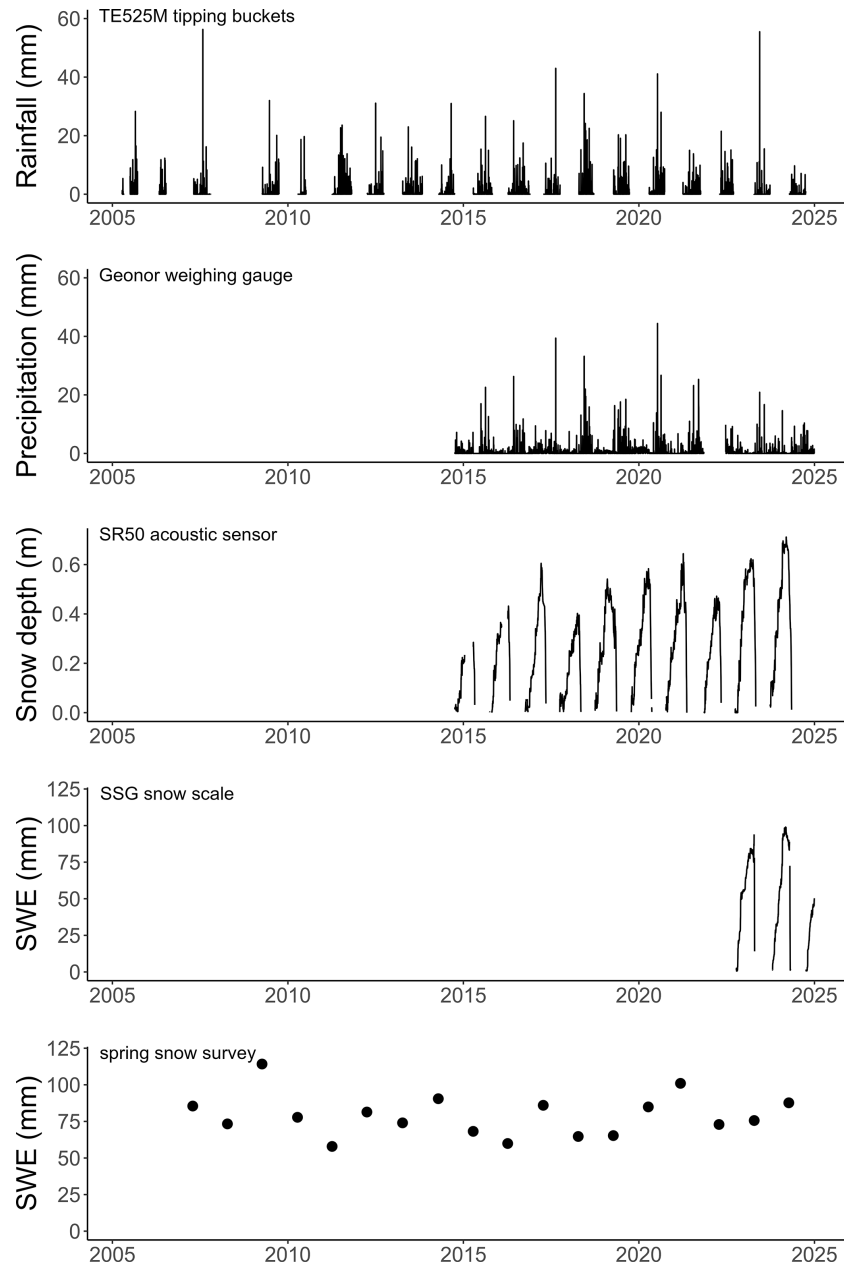 TE525M tipping buckets
Rainfall (mm)
60
40
20
0
2005 2010 2015 2020 2025
Geonor weighing gauge
Precipitation (mm)
60
40
20
0
2005 2010 2015 2020 2025
SR50 acoustic sensor
Snow depth (m)
0.6
0.4
0.2
0.0
2005 2010 2015 2020 2025
SSG snow scale
SWE (mm)
125
100
75
50
25
0
2005 2010 2015 2020 2025
spring snow survey
SWE (mm)
125
100
75
50
25
0
2005 2010 2015 2020 2025